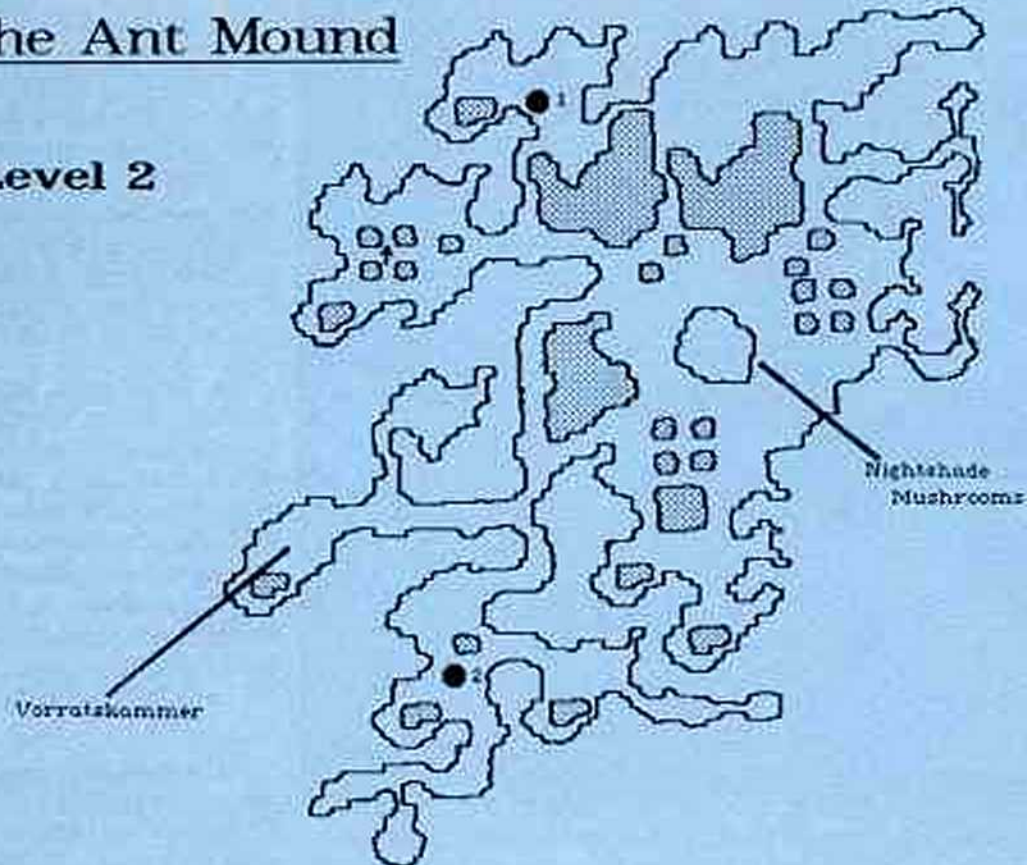 he Ant Mound
Level 2
1
Nightshade
Mushrooms
2
Vorratskammer